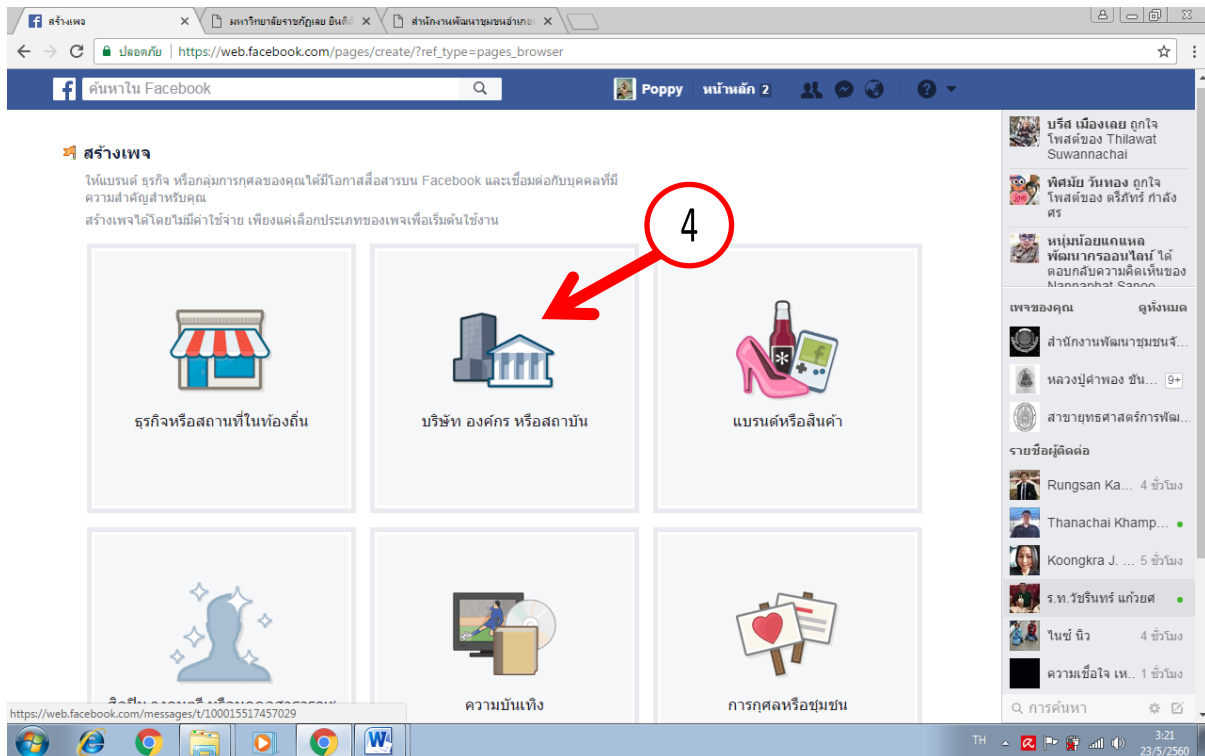 สร้างเพจ
มหาวิทยาลัยราชภัฏเลย ยินดีต้
สำนักงานพัฒนาชุมชนอำเภอ
ปลอดภัย | https://web.facebook.com/pages/create/?ref_type=pages_browser
ค้นหาใน Facebook
Poppy
หน้าหลัก 2
สร้างเพจ
ให้แบรนด์ ธุรกิจ หรือกลุ่มการกุศลของคุณได้มีโอกาสสื่อสารบน Facebook และเชื่อมต่อกับบุคคลที่มี
ความสำคัญสำหรับคุณ
สร้างเพจได้โดยไม่มีค่าใช้จ่าย เพียงแค่เลือกประเภทของเพจเพื่อเริ่มต้นใช้งาน
4
ธุรกิจหรือสถานที่ในท้องถิ่น
บริษัท องค์กร หรือสถาบัน
แบรนด์หรือสินค้า
ความบันเทิง
การกุศลหรือชุมชน
https://web.facebook.com/messages/t/100015517457029
บรีส เมืองเลย ถูกใจ
โพสต์ของ Thilawat
Suwannachai
พิศมัย วันทอง ถูกใจ
โพสต์ของ ตรีภัทร์ กำลัง
ศร
หนุ่มน้อยแกแหล
พัฒนากรออนไลน์ ได้
ตอบกลับความคิดเห็นของ
Nannaphat Sanoo
เพจของคุณ
ดูทั้งหมด
สำนักงานพัฒนาชุมชนจั...
หลวงปู่คำพอง ขัน... 9+
สาขายุทธศาสตร์การพัฒ...
รายชื่อผู้ติดต่อ
Rungsan Ka... 4 ชั่วโมง
Thanachai Khamp...
Koongkra J. ... 5 ชั่วโมง
ร.ท.วัชรินทร์ แก้วยศ
ไนซ์ นิว 4 ชั่วโมง
ความเชื่อใจ เห.. 1 ชั่วโมง
การค้นหา
TH
3:21
23/5/2560